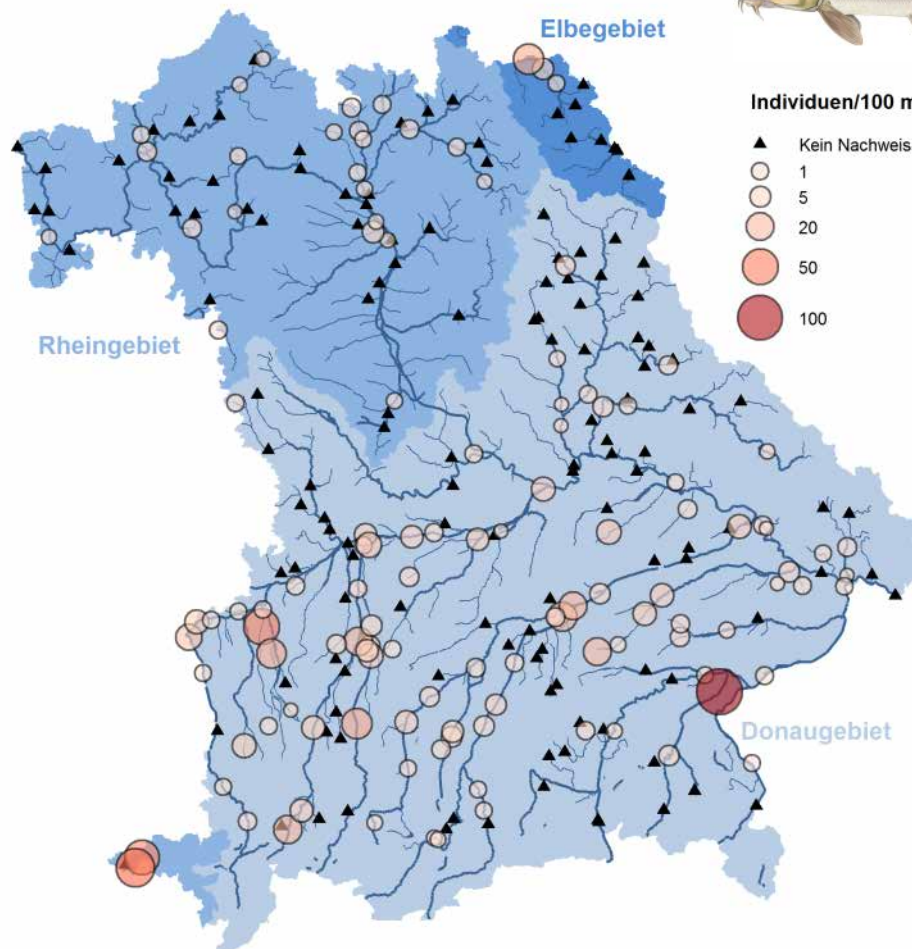 Elbegebiet
Individuen/100 m
Kein Nachweis
1
5
20
50
100
Rheingebiet
Donaugebiet